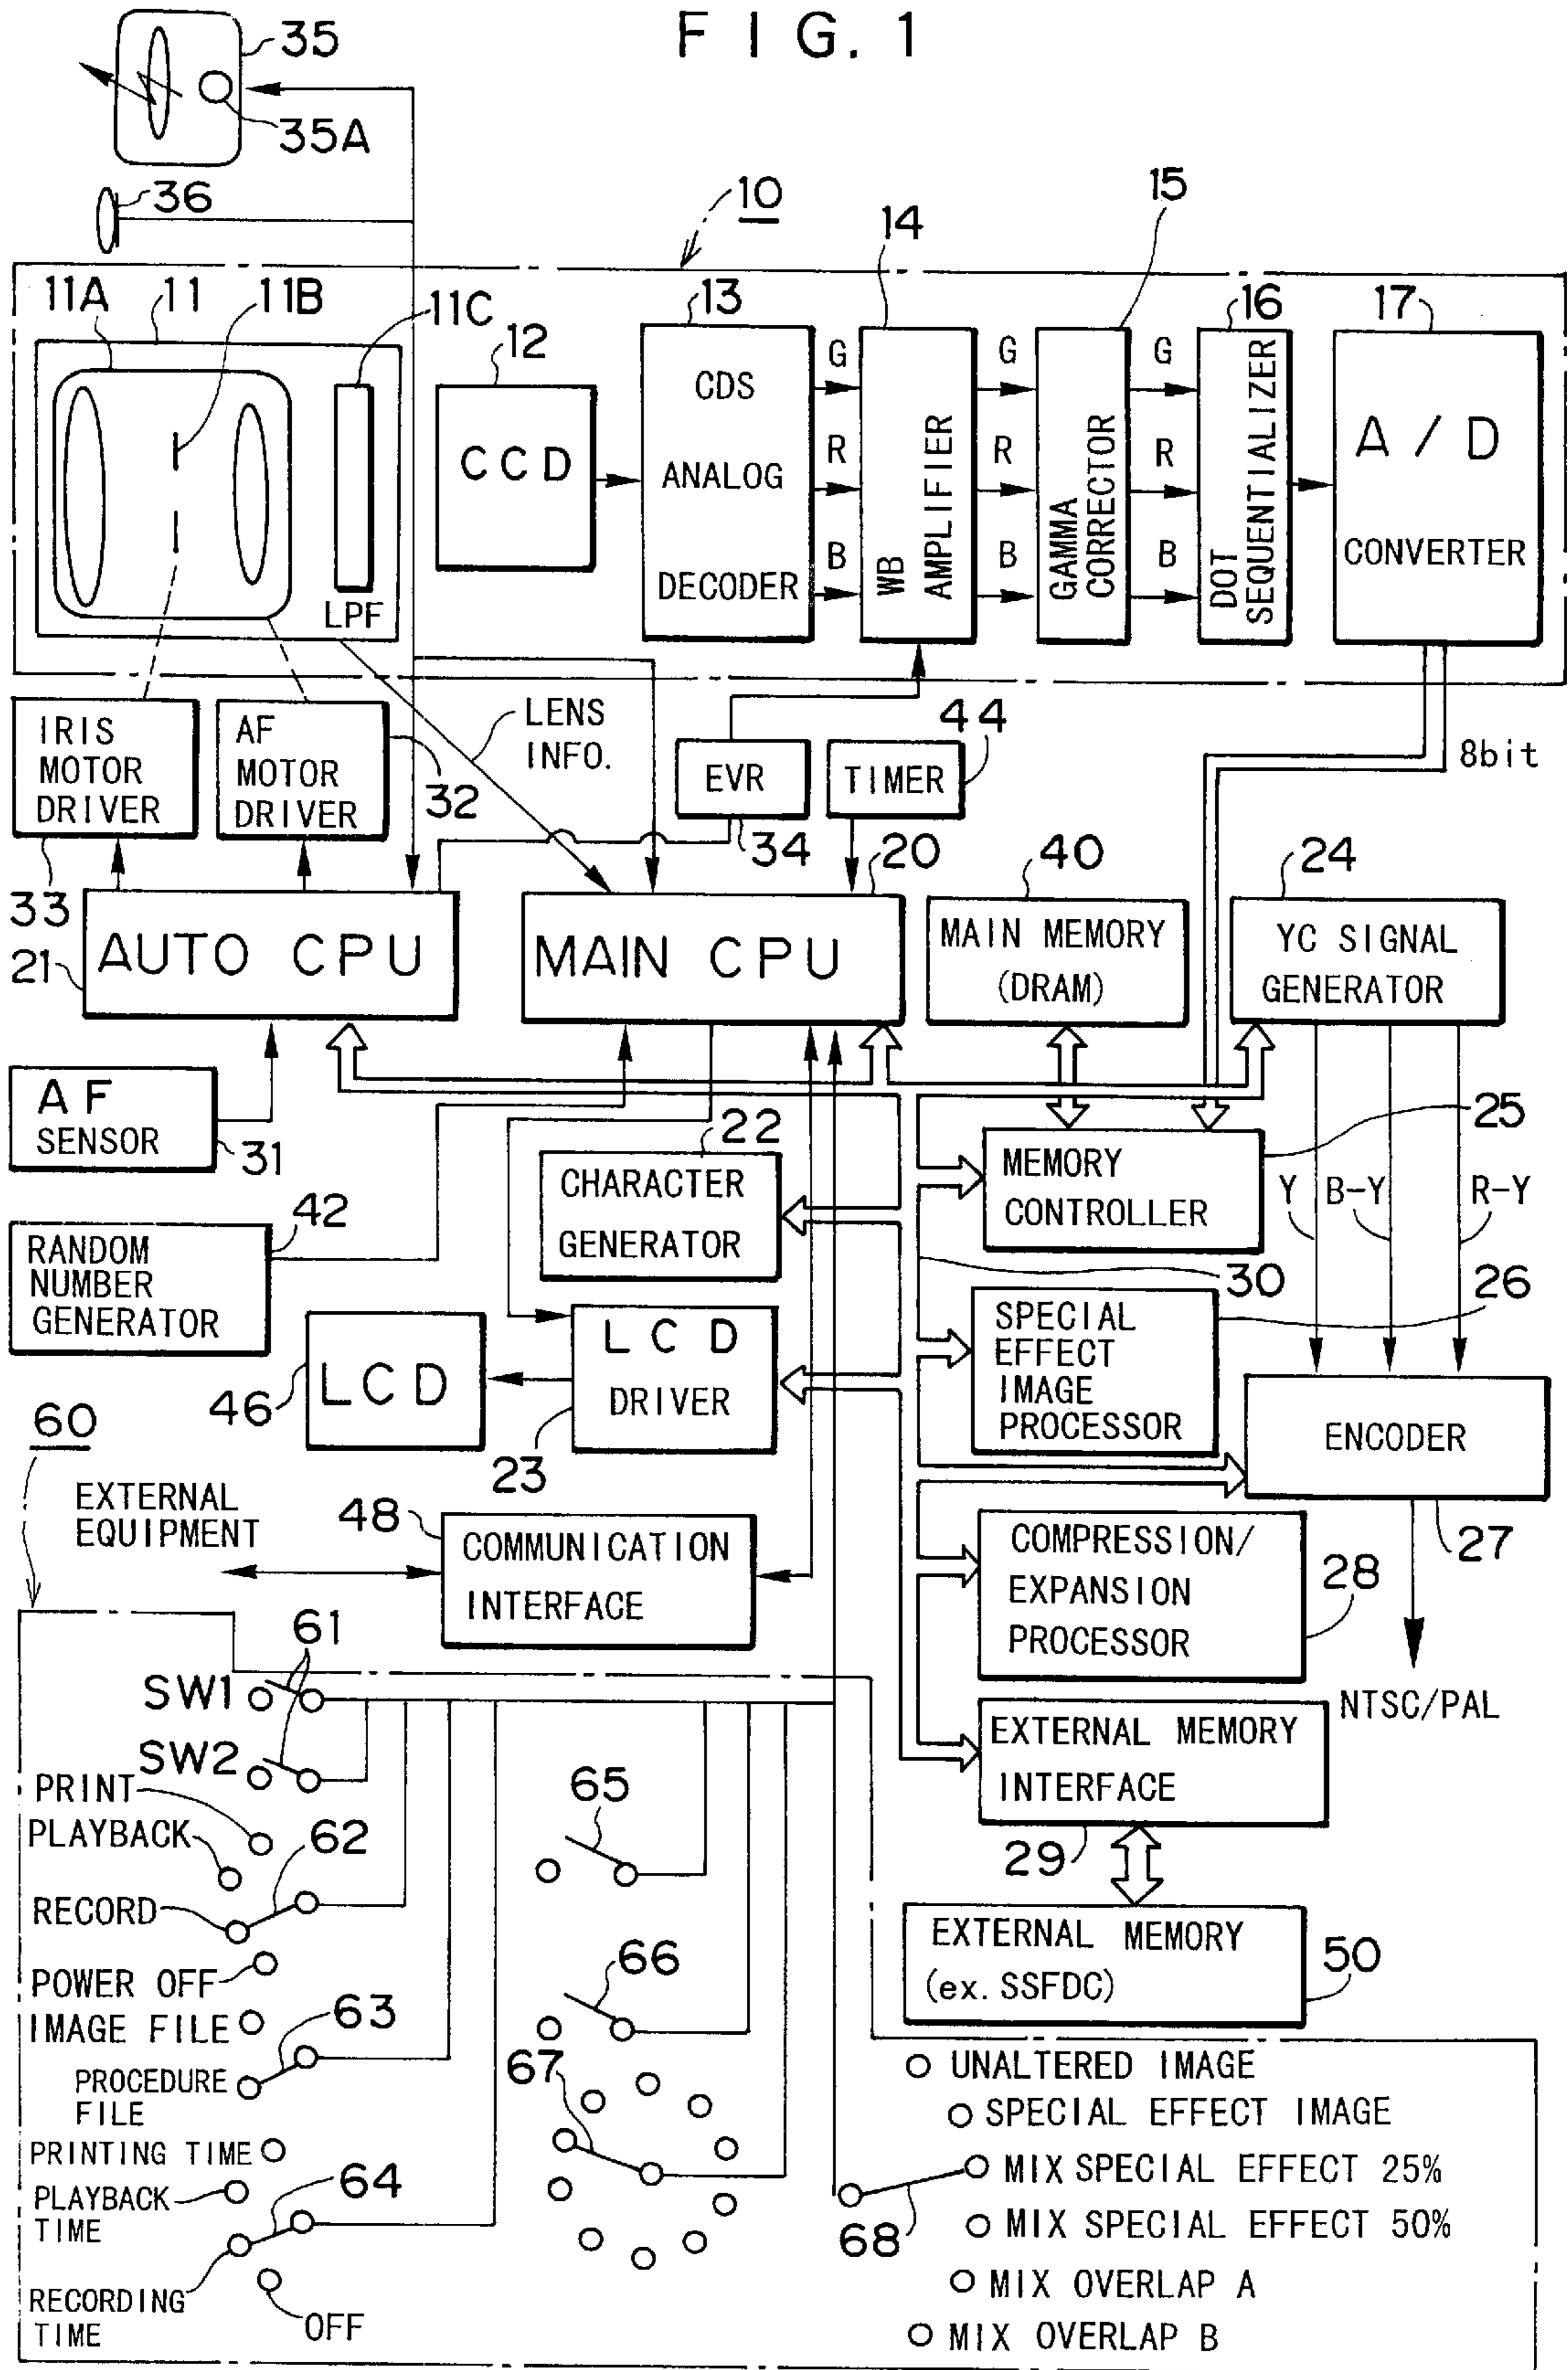 FIG. 1
35
35A
36
10
15
14
11A
11
11B
11C
12
13
16
17
CCD
CDS
ANALOG
DECODER
G
R
B
WB
AMPLIFIER
G
R
B
GAMMA
CORRECTOR
G
R
B
DOT
SEQUENTIALIZER
A/D
CONVERTER
LPF
IRIS
MOTOR
DRIVER
33
AF
MOTOR
DRIVER
32
LENS
INFO.
EVR
34
TIMER
44
8bit
AUTO CPU
21
MAIN CPU
20
MAIN MEMORY
(DRAM)
40
YC SIGNAL
GENERATOR
24
AF
SENSOR
31
CHARACTER
GENERATOR
22
MEMORY
CONTROLLER
25
Y
B-Y
R-Y
RANDOM
NUMBER
GENERATOR
42
30
LCD
46
LCD
DRIVER
23
SPECIAL
EFFECT
IMAGE
PROCESSOR
26
ENCODER
27
60
EXTERNAL
EQUIPMENT
48
COMMUNICATION
INTERFACE
COMPRESSION/
EXPANSION
PROCESSOR
28
NTSC/PAL
EXTERNAL MEMORY
INTERFACE
29
EXTERNAL MEMORY
(ex. SSFDC)
50
61
SW1
SW2
PRINT
PLAYBACK
62
RECORD
POWER OFF
IMAGE FILE
63
PROCEDURE
FILE
PRINTING TIME
PLAYBACK
TIME
64
RECORDING
TIME
OFF
65
66
67
68
UNALTERED IMAGE
SPECIAL EFFECT IMAGE
MIX SPECIAL EFFECT 25%
MIX SPECIAL EFFECT 50%
MIX OVERLAP A
MIX OVERLAP B